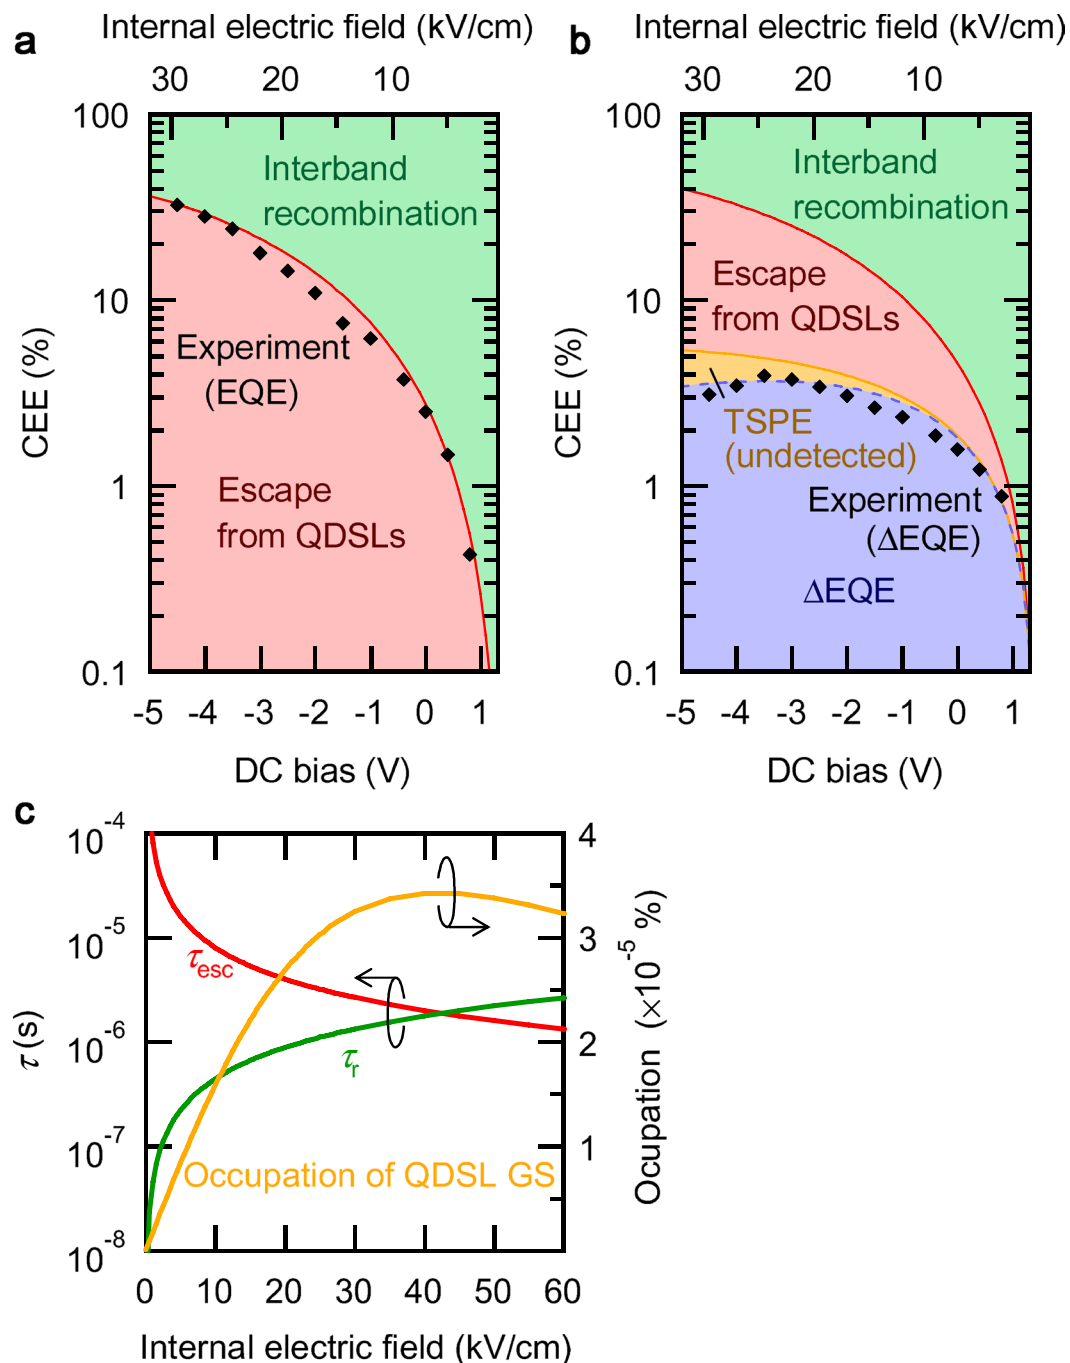 a
Internal electric field (kV/cm)
30 20 10
100
10
1
0.1
CEE (%)
Interband
recombination
Experiment
(EQE)
Escape
from QDSLs
-5 -4 -3 -2 -1 0 1
DC bias (V)
b
Internal electric field (kV/cm)
30 20 10
100
10
1
0.1
CEE (%)
Interband
recombination
Escape
from QDSLs
TSPE
(undetected)
Experiment
(ΔEQE)
ΔEQE
-5 -4 -3 -2 -1 0 1
DC bias (V)
c
10⁻⁴
10⁻⁵
10⁻⁶
10⁻⁷
10⁻⁸
τ (s)
τesc
τr
Occupation of QDSL GS
4
3
2
1
Ocupation (×10⁻⁵ %)
0 10 20 30 40 50 60
Internal electric field (kV/cm)